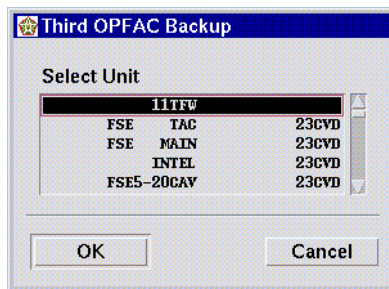 Third OPFAC Backup
Select Unit
11TFW
FSE TAC 23CVD
FSE MAIN 23CVD
INTEL 23CVD
FSE5-20CAV 23CVD
OK Cancel